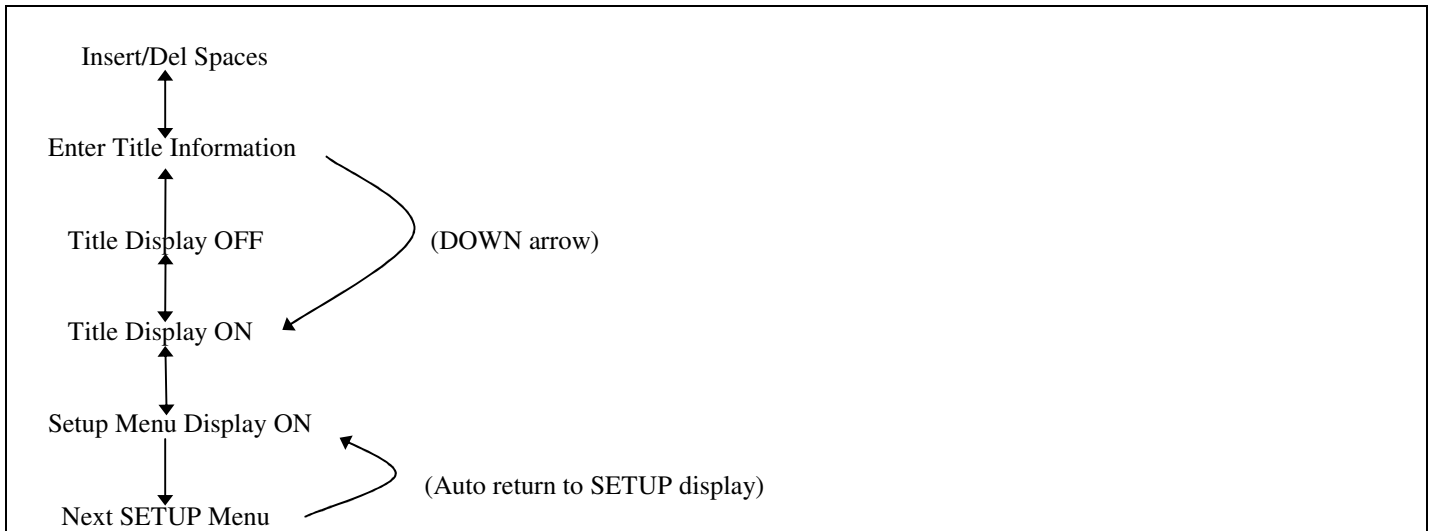 Insert/Del Spaces
Enter Title Information
Title Display OFF
(DOWN arrow)
Title Display ON
Setup Menu Display ON
(Auto return to SETUP display)
Next SETUP Menu